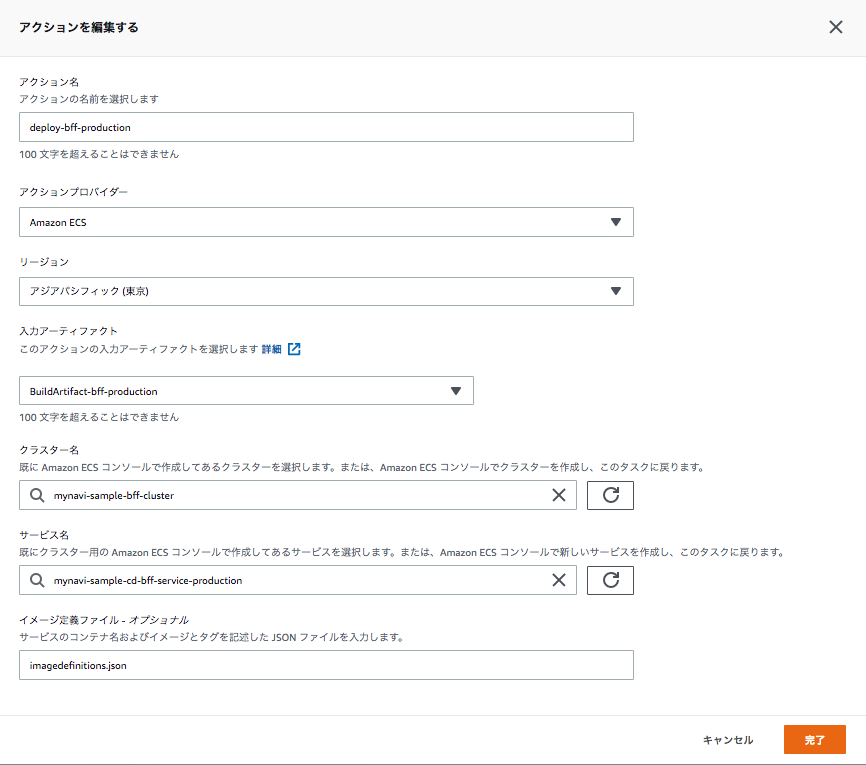 アクションを編集する
アクション名
アクションの名前を選択します
deploy-bff-production
100 文字を超えることはできません
アクションプロバイダー
Amazon ECS
リージョン
アジアパシフィック (東京)
入力アーティファクト
このアクションの入力アーティファクトを選択します 詳細
BuildArtifact-bff-production
100 文字を超えることはできません
クラスター名
既に Amazon ECS コンソールで作成してあるクラスターを選択します。または、Amazon ECS コンソールでクラスターを作成し、このタスクに戻ります。
mynavi-sample-bff-cluster
サービス名
既にクラスター用の Amazon ECS コンソールで作成してあるサービスを選択します。または、Amazon ECS コンソールで新しいサービスを作成し、このタスクに戻ります。
mynavi-sample-cd-bff-service-production
イメージ定義ファイル - オプショナル
サービスのコンテナ名およびイメージとタグを記述した JSON ファイルを入力します。
imagedefinitions.json
キャンセル
完了